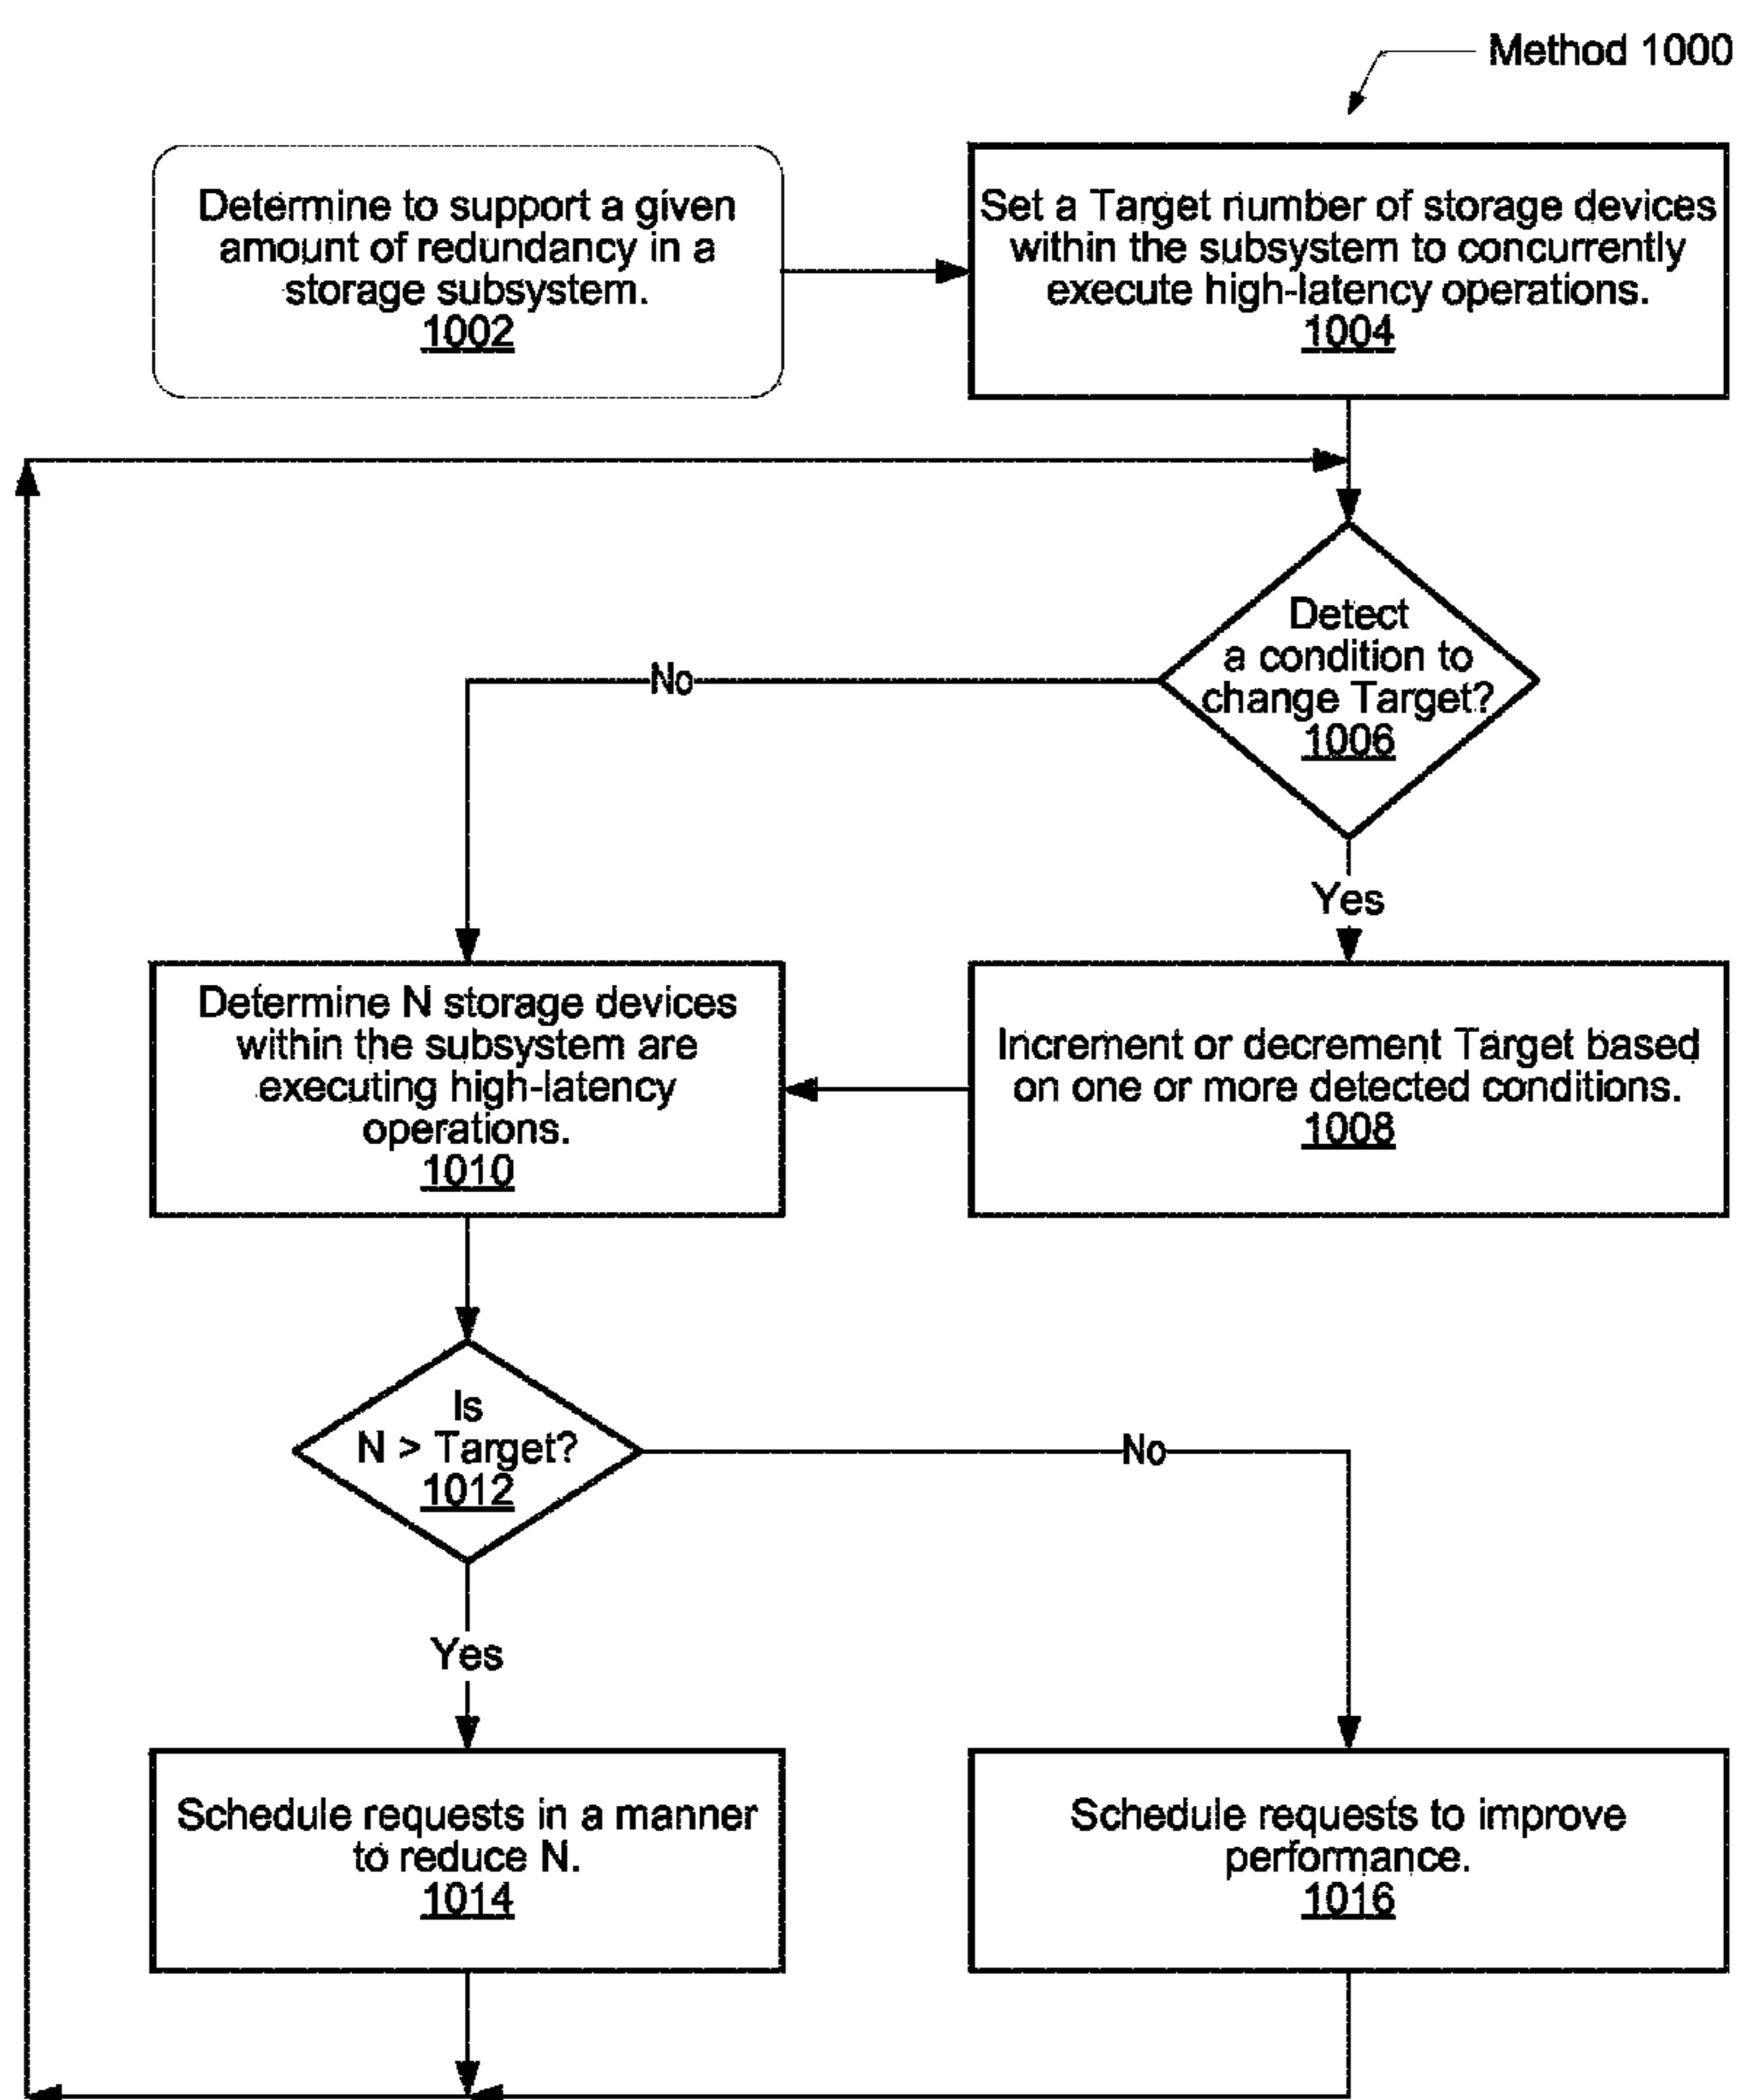 Method 1000
Determine to support a given
amount of redundancy in a
storage subsystem.
1002
Set a Target number of storage devices
within the subsystem to concurrently
execute high-latency operations.
1004
Detect
a condition to
change Target?
1006
No
Yes
Determine N storage devices
within the subsystem are
executing high-latency
operations.
1010
Increment or decrement Target based
on one or more detected conditions.
1008
Is
N > Target?
1012
No
Yes
Schedule requests in a manner
to reduce N.
1014
Schedule requests to improve
performance.
1016